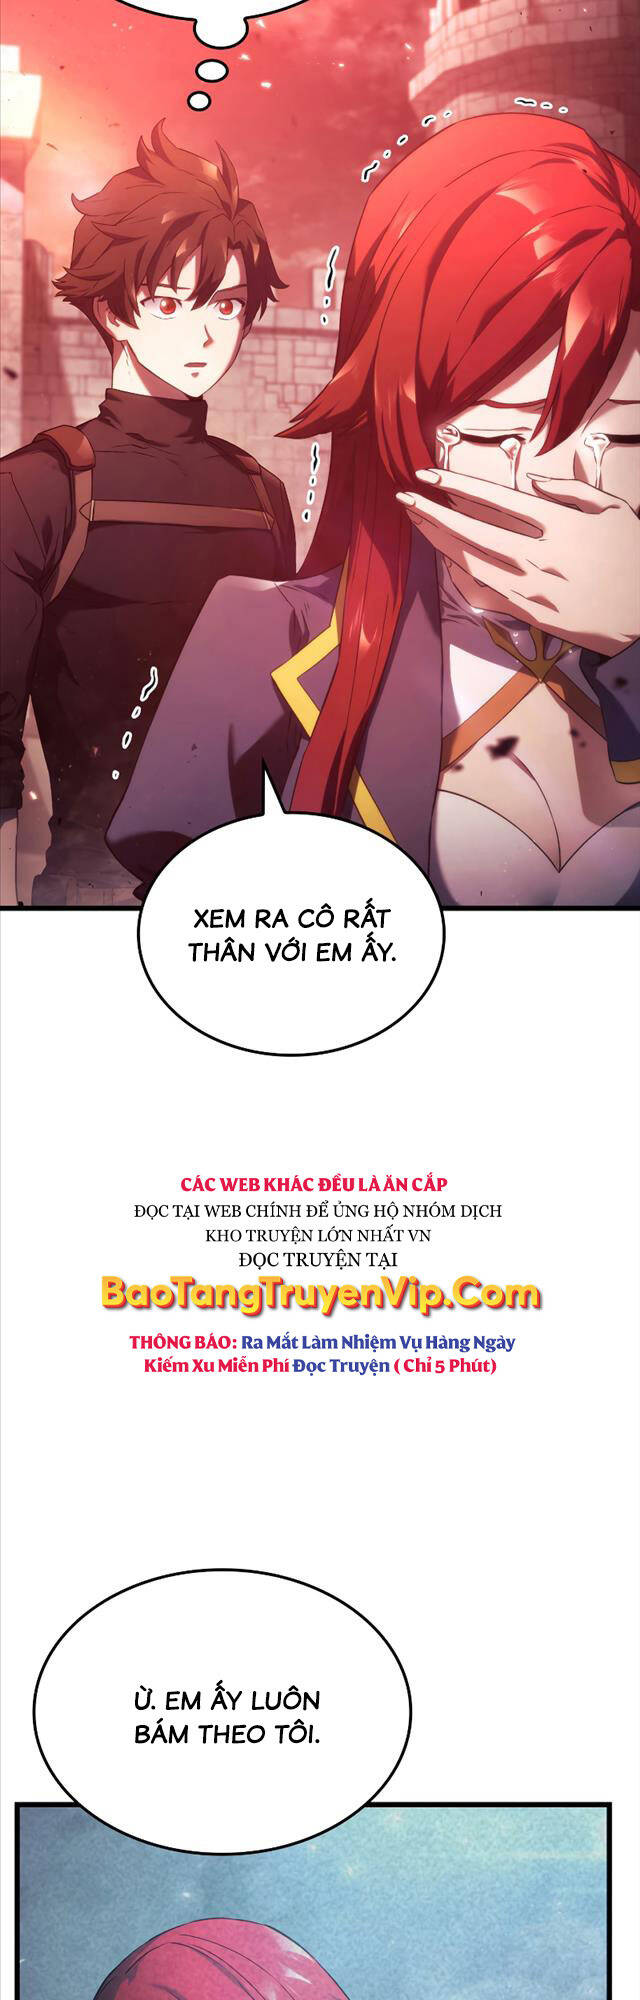 XEM RA CÔ RẤT
THÂN VỚI EM ẤY.
CÁC WEB KHÁC ĐỀU LÀ ĂN CẮP
ĐỌC TẠI WEB CHÍNH ĐỂ ỦNG HỘ NHÓM DỊCH
KHO TRUYỆN LỚN NHẤT VN
ĐỌC TRUYỆN TẠI
BaoTangTruyenVip.Com
THÔNG BÁO: Ra Mắt Làm Nhiệm Vụ Hàng Ngày
Kiếm Xu Miễn Phí Đọc Truyện ( Chỉ 5 Phút)
Ừ. EM ẤY LUÔN
BÁM THEO TÔI.